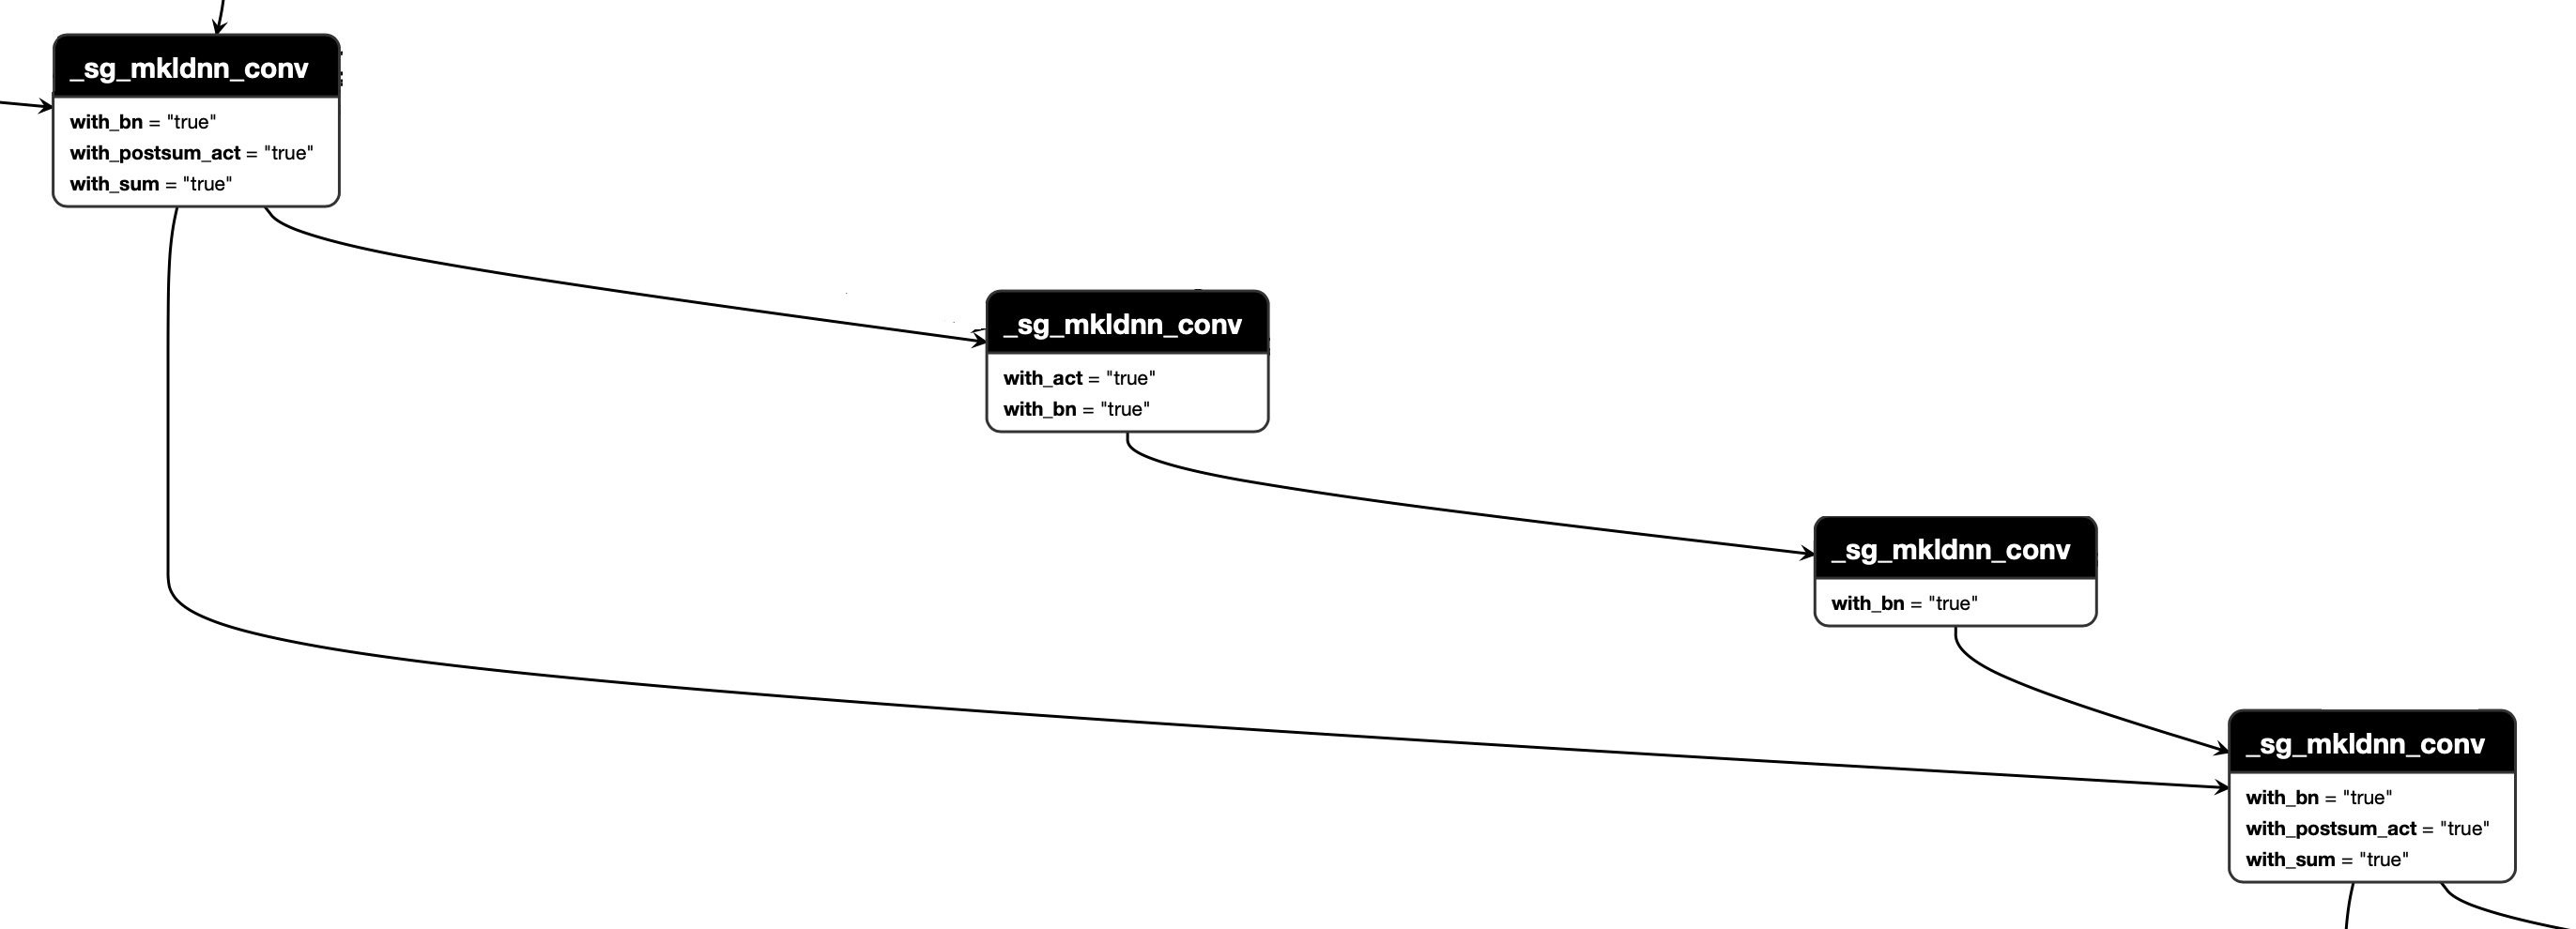 _sg_mkldnn_conv
with_bn = "true"
with_postsum_act = "true"
with_sum = "true"
_sg_mkldnn_conv
with_act = "true"
with_bn = "true"
_sg_mkldnn_conv
with_bn = "true"
_sg_mkldnn_conv
with_bn = "true"
with_postsum_act = "true"
with_sum = "true"